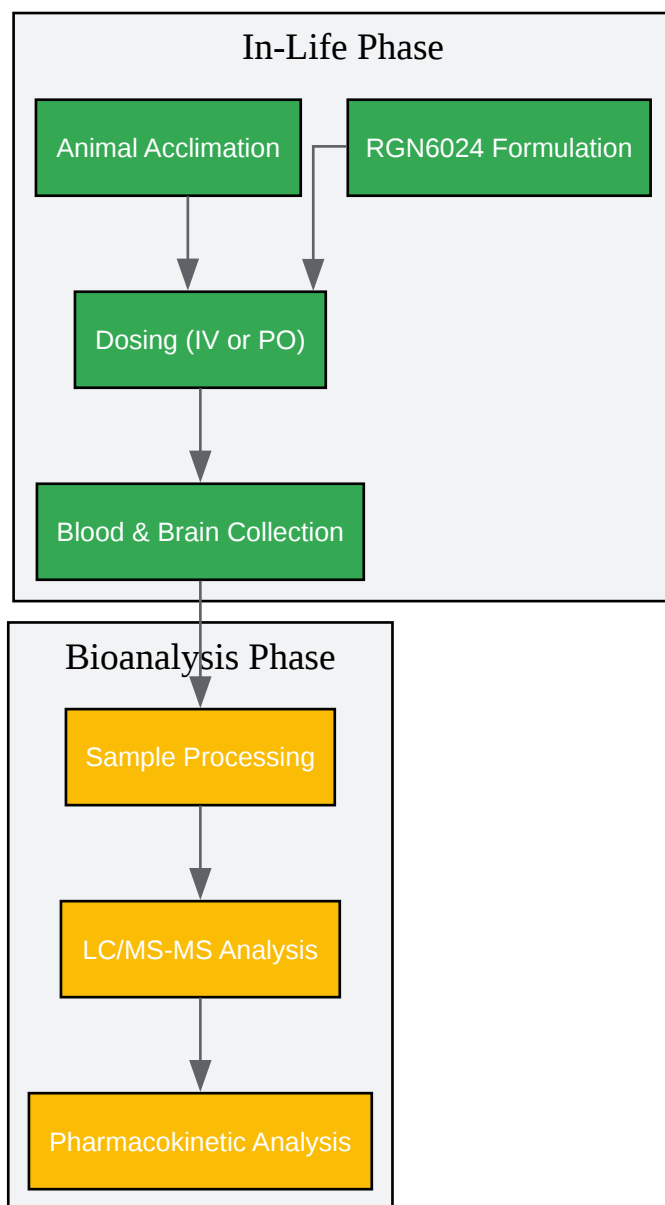 In-Life Phase
Animal Acclimation
RGN6024 Formulation
Dosing (IV or PO)
Blood & Brain Collection
Bioanalysis Phase
Sample Processing
LC/MS-MS Analysis
Pharmacokinetic Analysis